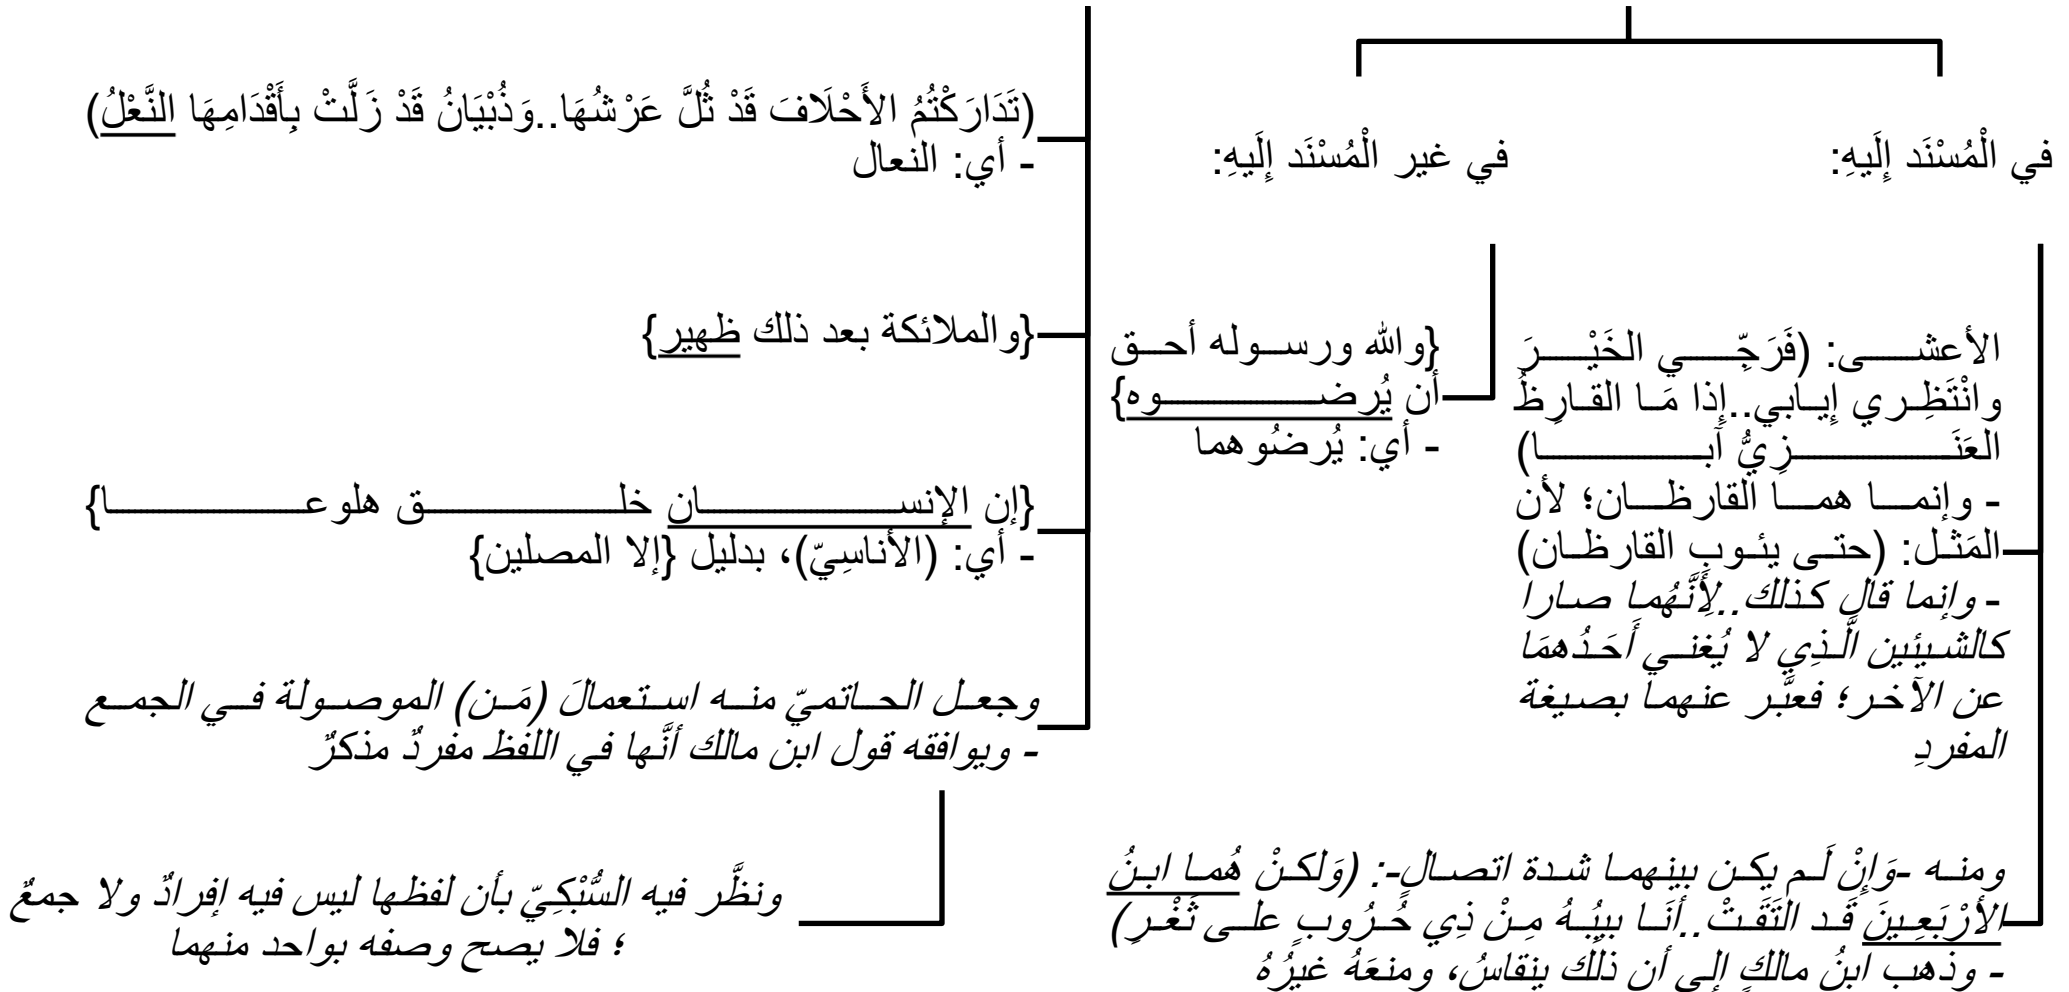 في الْمُسْنَد إِلَيهِ:
الأعشى: (فَرَجِّي الخَيْرَ
وانْتَظِري إيابي..إذا مَا القارِظُ
العَنَزِيُّ آبا)
- وإنما هما القارظان؛ لأن
المَثل: (حتى يئوب القارظان)
- وإنما قال كذلك..لِأَنَّهُما صارا
كالشيئين الَّذِي لا يُغني أَحَدُهمَا
عن الآخر؛ فعبَّر عنهما بصيغة
المفردِ
ومنه -وَإِنْ لَم يكن بينهما شدة اتصالٍ-: (وَلكنْ هُما ابنُ
الأَرْبَعِينَ قَد التَقَتْ..أنَا بيبُهُ مِنْ ذِي خُرُوبٍ على ثَغْرِ)
- وذهب ابنُ مالكٍ إلى أن ذلك ينقاسُ، ومنعَهُ غيرُهُ
في غير الْمُسْنَد إِلَيهِ:
{والله ورسوله أحق
أن يُرضوه}
- أي: يُرضُوهما
(تَدَارَكْتُمُ الأَحْلَافَ قَدْ ثُلَّ عَرْشُهَا..وَذُبْيَانُ قَدْ زَلَّتْ بِأَقْدَامِهَا النَّعْلُ)
- أي: النعال
{والملائكة بعد ذلك ظهير}
{إن الإنسان خلق هلوعا}
- أي: (الأناسِيّ)، بدليل {إلا المصلين}
وجعل الحاتميّ منه استعمالَ (مَن) الموصولة في الجمع
- ويوافقه قول ابن مالك أنَّها في اللفظ مفردٌ مذكرٌ
ونظَّر فيه السُّبْكِيّ بأن لفظها ليس فيه إفرادٌ ولا جمعٌ
؛ فلا يصح وصفه بواحد منهما